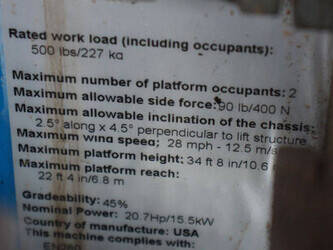 Rated work load (including occupants):
500 lbs/227 kg
Maximum number of platform occupants: 2
Maximum allowable side force: 90 lb/400 N
Maximum allowable inclination of the chassis:
2.5° along x 4.5° perpendicular to lift structure
Maximum wind speed; 28 mph - 12.5 m/s
Maximum platform height: 34 ft 8 in/10.6
Maximum platform reach:
22 ft 4 in/6.8 m
Gradeability: 45%
Nominal Power: 20.7Hp/15.5kW
Country of manufacture: USA
This machine complies with:
EN280